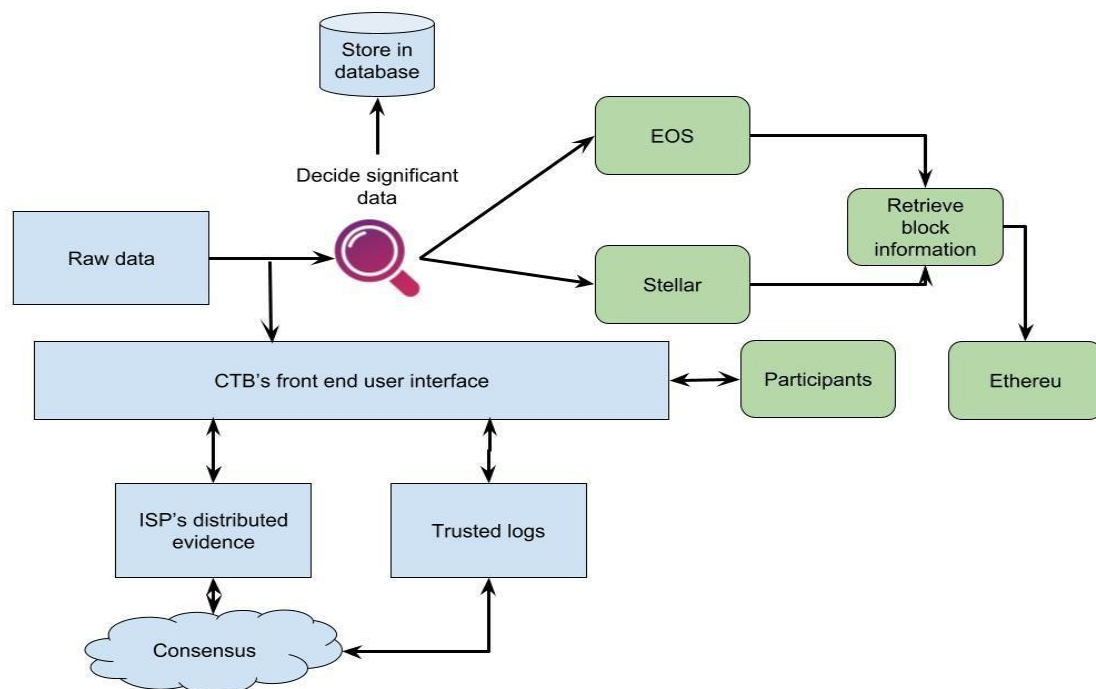 Store in
database
Decide significant
data
EOS
Raw data
Retrieve
block
information
Stellar
CTB's front end user interface
Participants
Ethereu
ISP's distributed
evidence
Trusted logs
Consensus